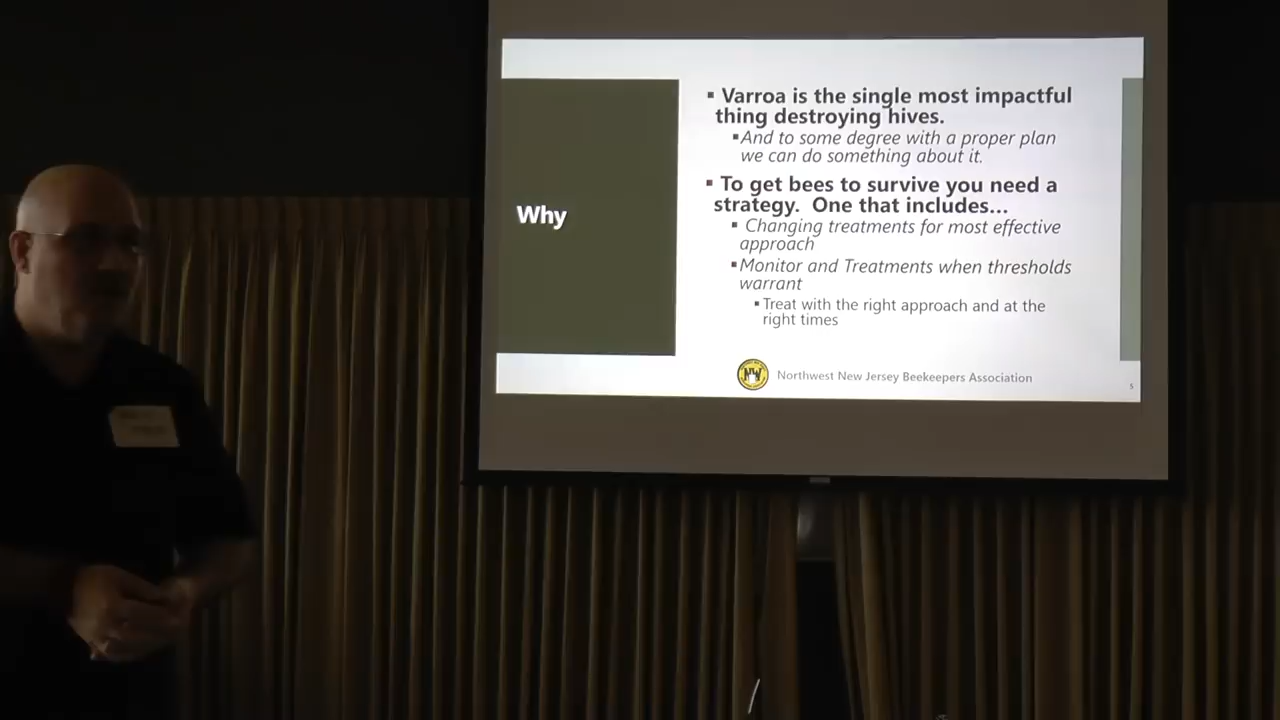 Why
▪ Varroa is the single most impactful
thing destroying hives.
▪And to some degree with a proper plan
we can do something about it.
▪ To get bees to survive you need a
strategy.  One that includes...
▪ Changing treatments for most effective
approach
▪Monitor and Treatments when thresholds
warrant
▪ Treat with the right approach and at the
right times
NW
Northwest New Jersey Beekeepers Association
5